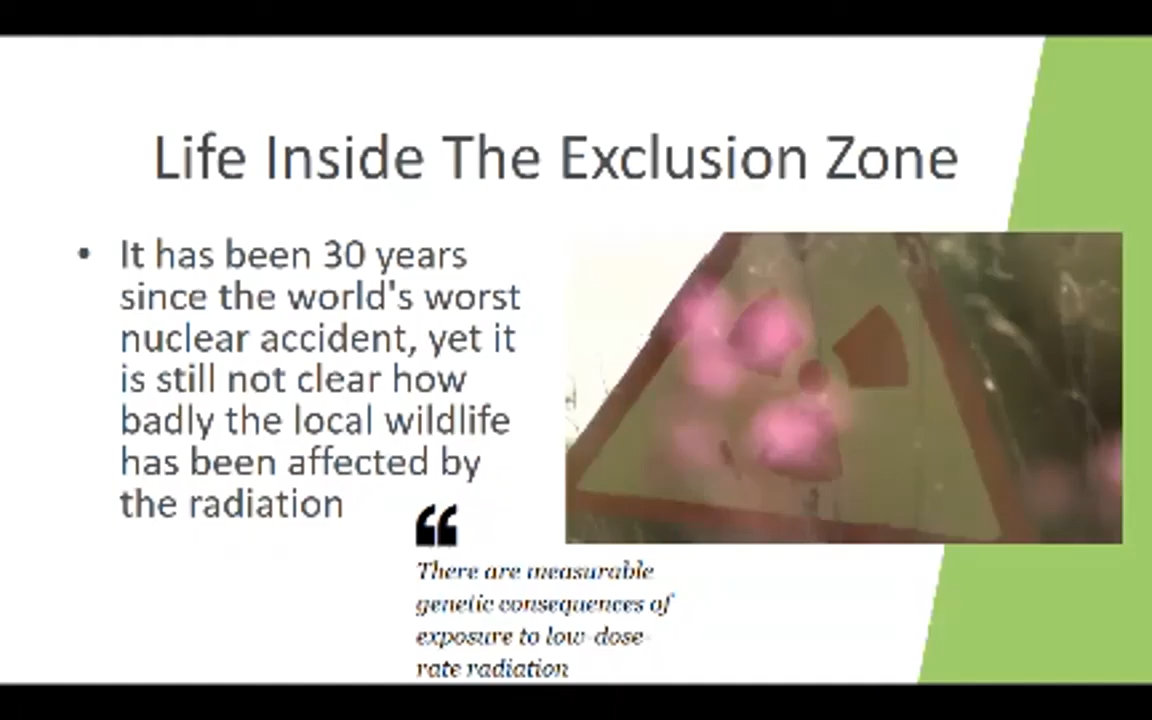 Life Inside The Exclusion Zone
• It has been 30 years
since the world's worst
nuclear accident, yet it
is still not clear how
badly the local wildlife
has been affected by
the radiation
“
There are measurable
genetic consequences of
exposure to low-dose-
rate radiation